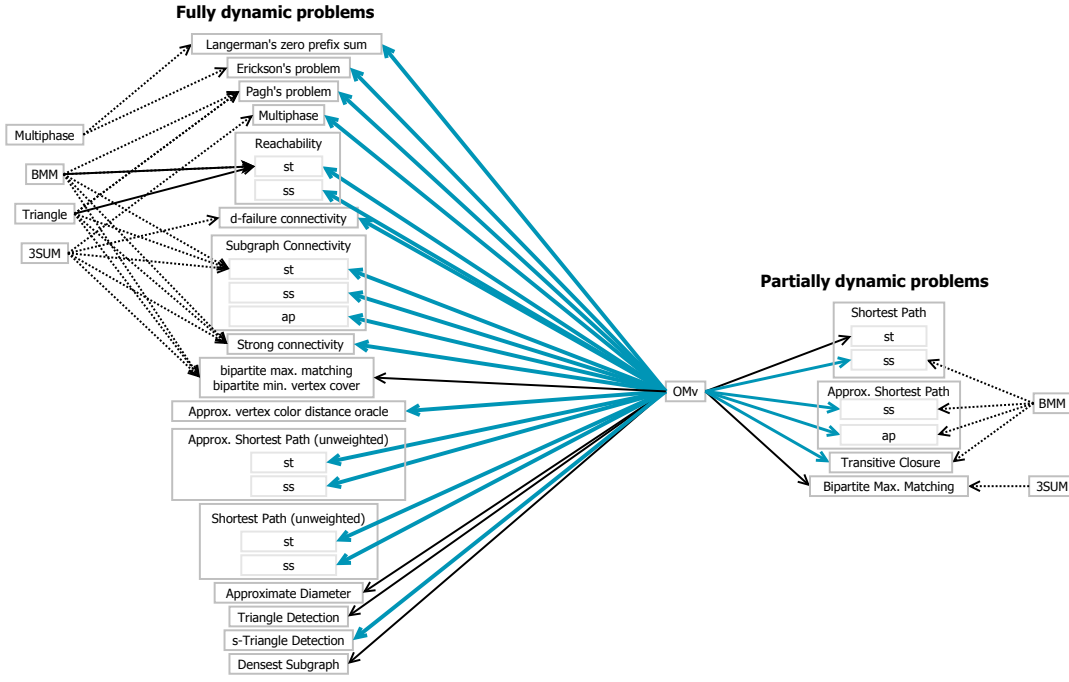 Fully dynamic problems
Langerman's zero prefix sum
Erickson's problem
Pagh's problem
Multiphase
Multiphase
Reachability
st
ss
BMM
Triangle
3SUM
d-failure connectivity
Subgraph Connectivity
st
ss
ap
Strong connectivity
bipartite max. matching
bipartite min. vertex cover
Approx. vertex color distance oracle
Approx. Shortest Path (unweighted)
st
ss
Shortest Path (unweighted)
st
ss
Approximate Diameter
Triangle Detection
s-Triangle Detection
Densest Subgraph
OMv
Partially dynamic problems
Shortest Path
st
ss
Approx. Shortest Path
ss
ap
Transitive Closure
Bipartite Max. Matching
BMM
3SUM